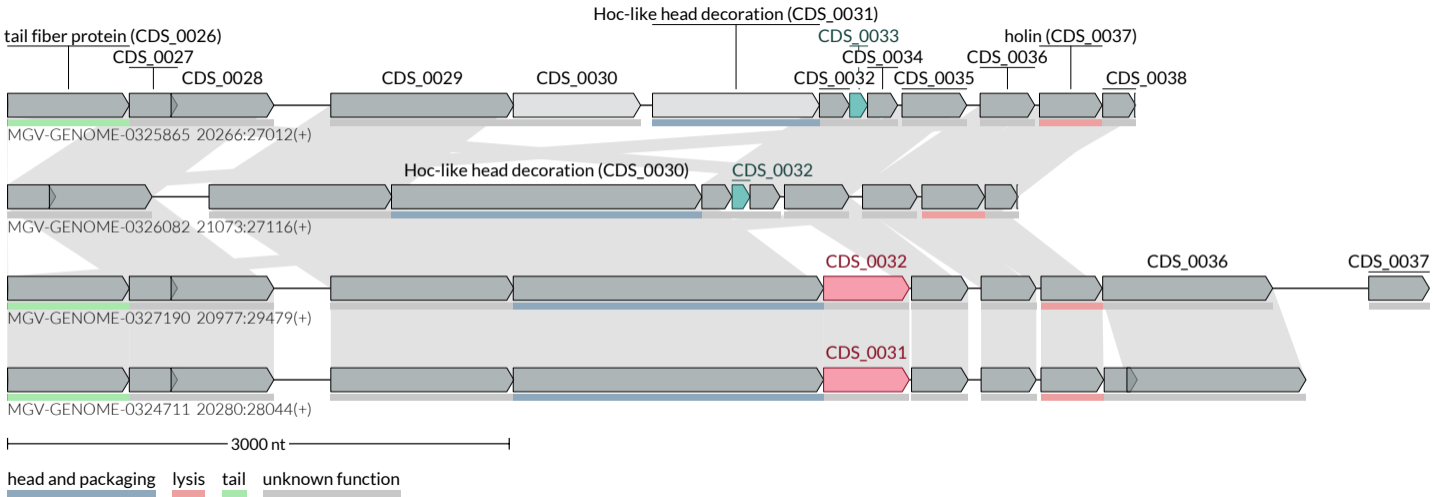 Hoc-like head decoration (CDS_0031)
tail fiber protein (CDS_0026)
CDS_0033
holin (CDS_0037)
CDS_0027
CDS_0034
CDS_0036
CDS_0028
CDS_0029
CDS_0030
CDS_0032
CDS_0035
CDS_0038
MGV-GENOME-0325865 20266:27012(+)
Hoc-like head decoration (CDS_0030)
CDS_0032
MGV-GENOME-0326082 21073:27116(+)
CDS_0032
CDS_0036
CDS_0037
MGV-GENOME-0327190 20977:29479(+)
CDS_0031
MGV-GENOME-0324711 20280:28044(+)
3000 nt
head and packaging
lysis
tail
unknown function